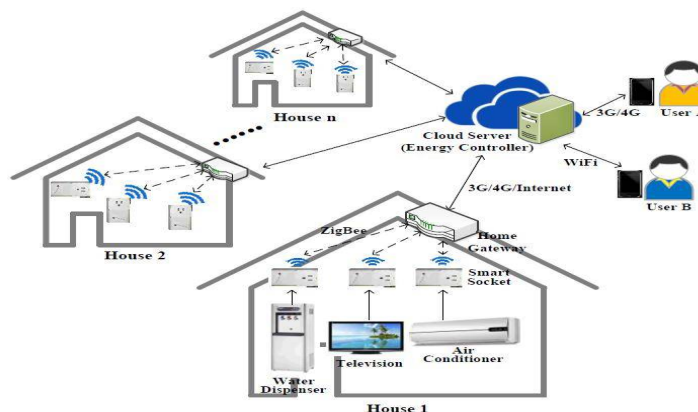 House n
Cloud Server
(Energy Controller)
3G/4G
User A
WiFi
User B
3G/4G/Internet
House 2
ZigBee
Home
Gateway
Smart
Socket
Water
Dispenser
Television
Air
Conditioner
House 1